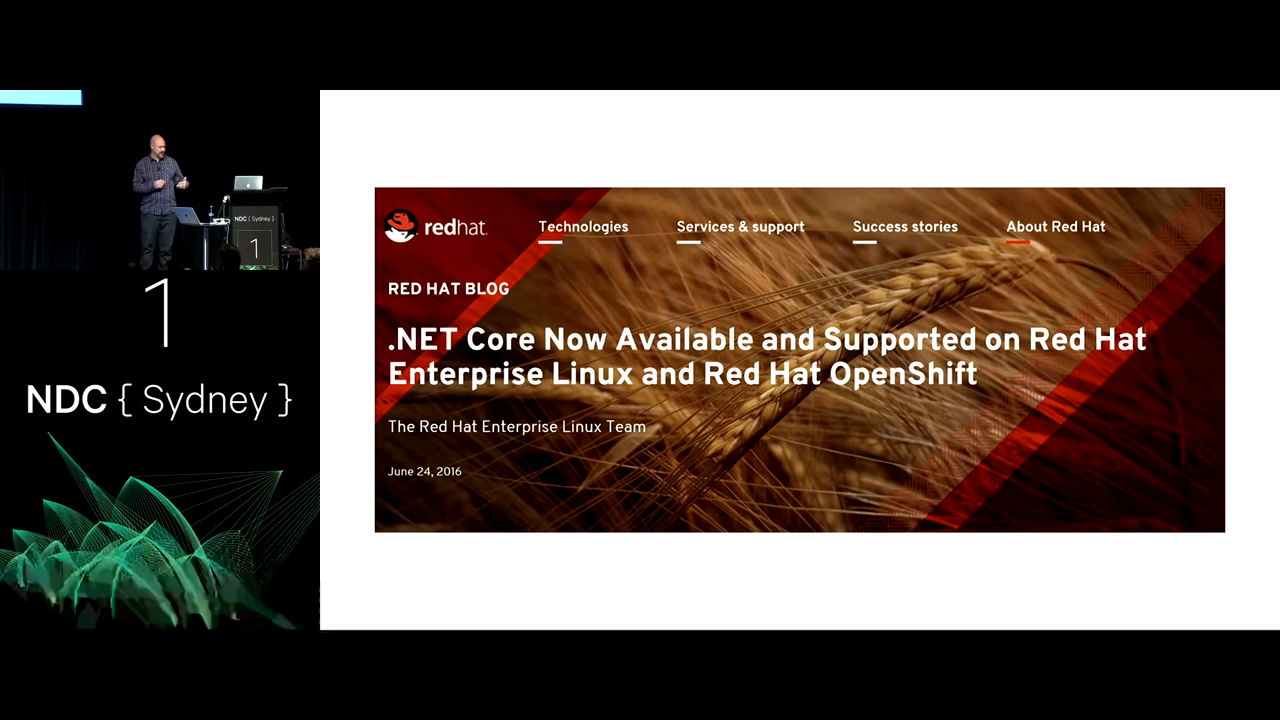 NDC { Sydney }
1
1
NDC { Sydney }
redhat.
Technologies
Services & support
Success stories
About Red Hat
RED HAT BLOG
.NET Core Now Available and Supported on Red Hat
Enterprise Linux and Red Hat OpenShift
The Red Hat Enterprise Linux Team
June 24, 2016